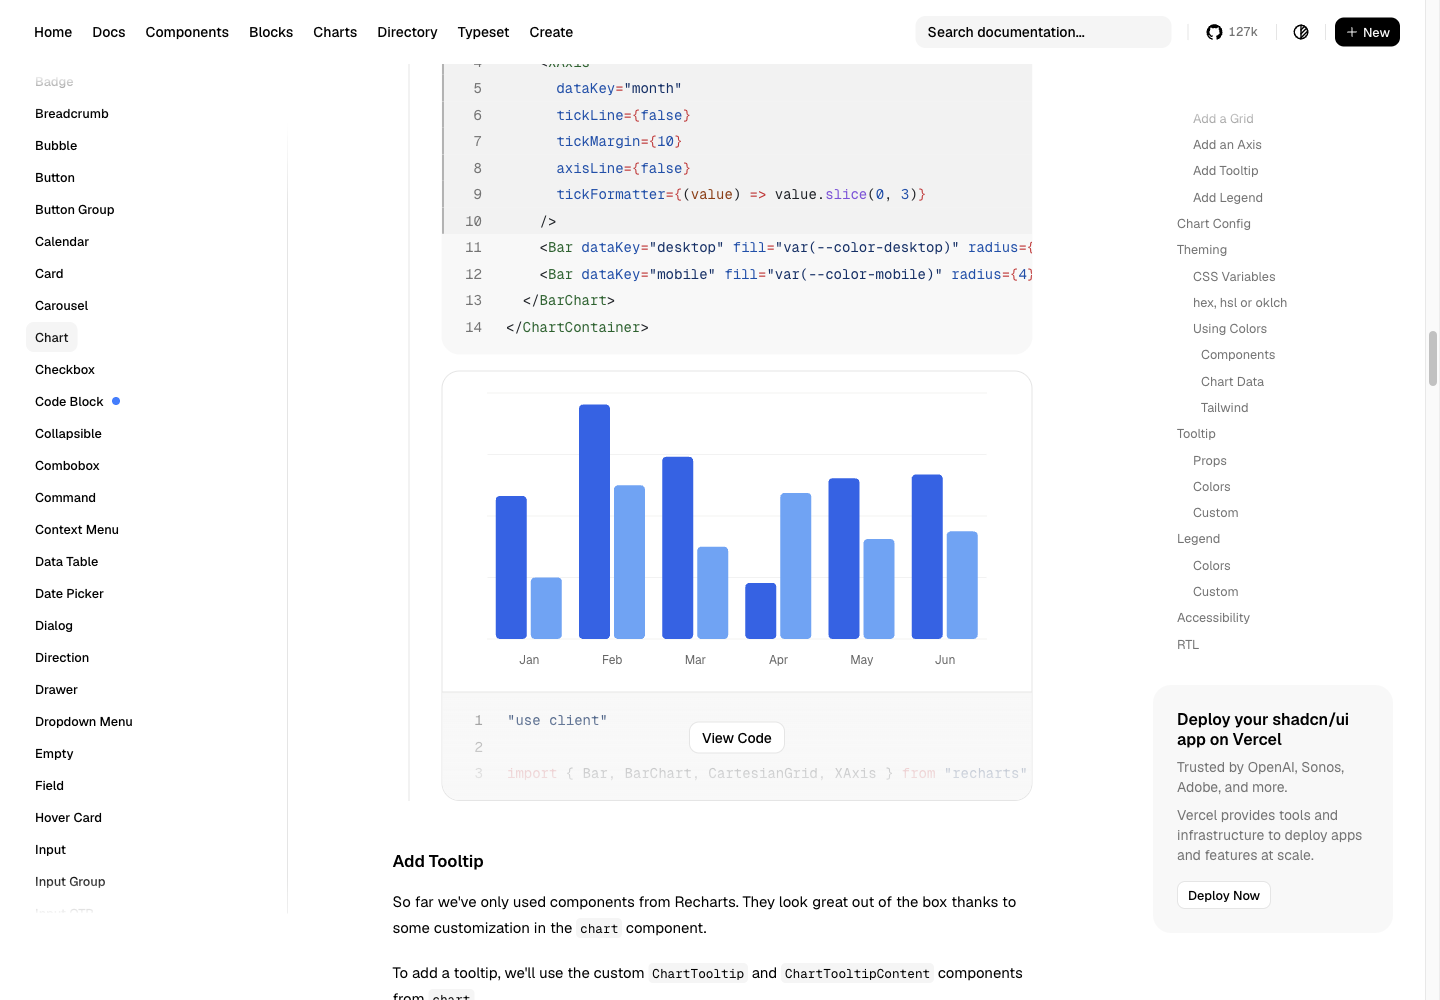 Home Docs Components Blocks Charts Directory Typeset Create
Search documentation...
127k
New
Badge
Breadcrumb
Bubble
Button
Button Group
Calendar
Card
Carousel
Chart
Checkbox
Code Block
Collapsible
Combobox
Command
Context Menu
Data Table
Date Picker
Dialog
Direction
Drawer
Dropdown Menu
Empty
Field
Hover Card
Input
Input Group
Input OTP
4 <XAxis
5 dataKey="month"
6 tickLine={false}
7 tickMargin={10}
8 axisLine={false}
9 tickFormatter={(value) => value.slice(0, 3)}
10 />
11 <Bar dataKey="desktop" fill="var(--color-desktop)" radius={
12 <Bar dataKey="mobile" fill="var(--color-mobile)" radius={4}
13 </BarChart>
14 </ChartContainer>
Jan Feb Mar Apr May Jun
1 "use client"
2
3 import { Bar, BarChart, CartesianGrid, XAxis } from "recharts"
View Code
Add Tooltip
So far we've only used components from Recharts. They look great out of the box thanks to
some customization in the chart component.
To add a tooltip, we'll use the custom ChartTooltip and ChartTooltipContent components
from chart
Add a Grid
Add an Axis
Add Tooltip
Add Legend
Chart Config
Theming
CSS Variables
hex, hsl or oklch
Using Colors
Components
Chart Data
Tailwind
Tooltip
Props
Colors
Custom
Legend
Colors
Custom
Accessibility
RTL
Deploy your shadcn/ui
app on Vercel
Trusted by OpenAI, Sonos,
Adobe, and more.
Vercel provides tools and
infrastructure to deploy apps
and features at scale.
Deploy Now